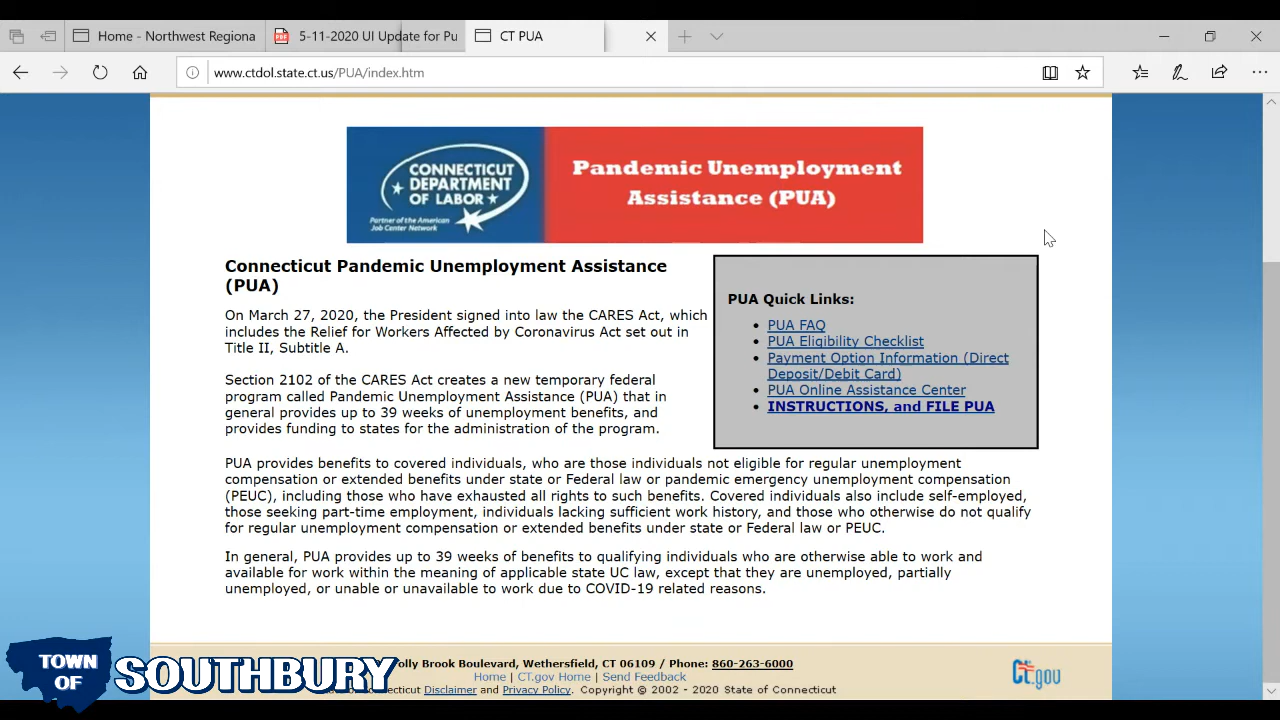 Home - Northwest Regiona
5-11-2020 UI Update for Pu
CT PUA
www.ctdol.state.ct.us/PUA/index.htm
CONNECTICUT
DEPARTMENT
OF LABOR
Partner of the American
Job Center Network
Pandemic Unemployment
Assistance (PUA)
Connecticut Pandemic Unemployment Assistance
(PUA)
On March 27, 2020, the President signed into law the CARES Act, which
includes the Relief for Workers Affected by Coronavirus Act set out in
Title II, Subtitle A.
Section 2102 of the CARES Act creates a new temporary federal
program called Pandemic Unemployment Assistance (PUA) that in
general provides up to 39 weeks of unemployment benefits, and
provides funding to states for the administration of the program.
PUA Quick Links:
• PUA FAQ
• PUA Eligibility Checklist
• Payment Option Information (Direct
Deposit/Debit Card)
• PUA Online Assistance Center
• INSTRUCTIONS, and FILE PUA
PUA provides benefits to covered individuals, who are those individuals not eligible for regular unemployment
compensation or extended benefits under state or Federal law or pandemic emergency unemployment compensation
(PEUC), including those who have exhausted all rights to such benefits. Covered individuals also include self-employed,
those seeking part-time employment, individuals lacking sufficient work history, and those who otherwise do not qualify
for regular unemployment compensation or extended benefits under state or Federal law or PEUC.
In general, PUA provides up to 39 weeks of benefits to qualifying individuals who are otherwise able to work and
available for work within the meaning of applicable state UC law, except that they are unemployed, partially
unemployed, or unable or unavailable to work due to COVID-19 related reasons.
olly Brook Boulevard, Wethersfield, CT 06109 / Phone: 860-263-6000
Home | CT.gov Home | Send Feedback
Disclaimer and Privacy Policy. Copyright © 2002 - 2020 State of Connecticut
Ct.gov
TOWN
OF
SOUTHBURY